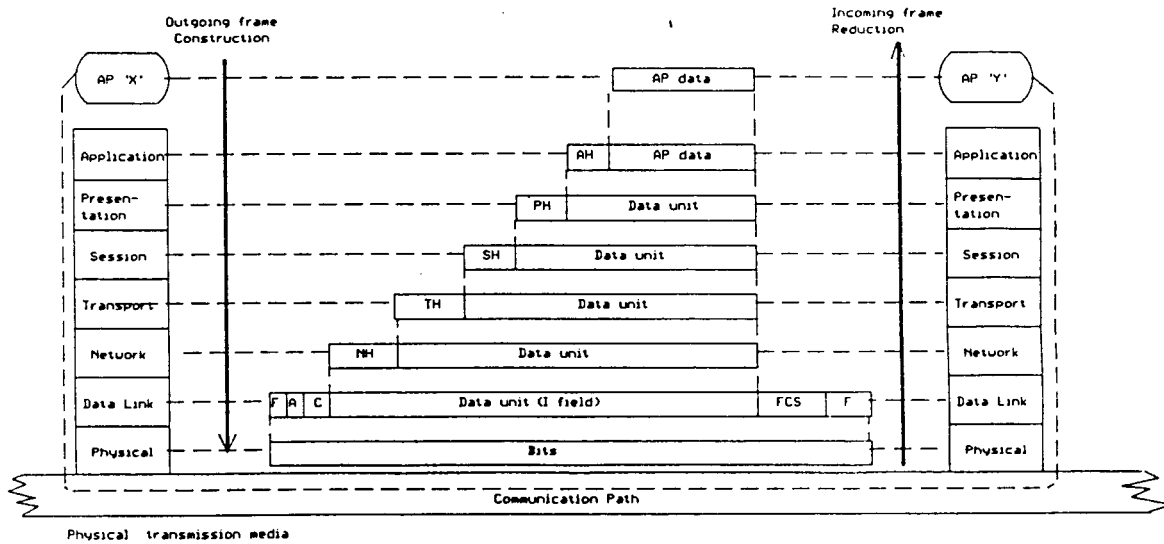 Outgoing frame
Construction
Incoming frame
Reduction
AP 'X'
AP data
AP 'Y'
Application
AH
AP data
Application
Presen-
tation
PH
Data unit
Presen-
tation
Session
SH
Data unit
Session
Transport
TH
Data unit
Transport
Network
NH
Data unit
Network
Data Link
F
A
C
Data unit (I field)
FCS
F
Data Link
Physical
Bits
Physical
Communication Path
Physical transmission media